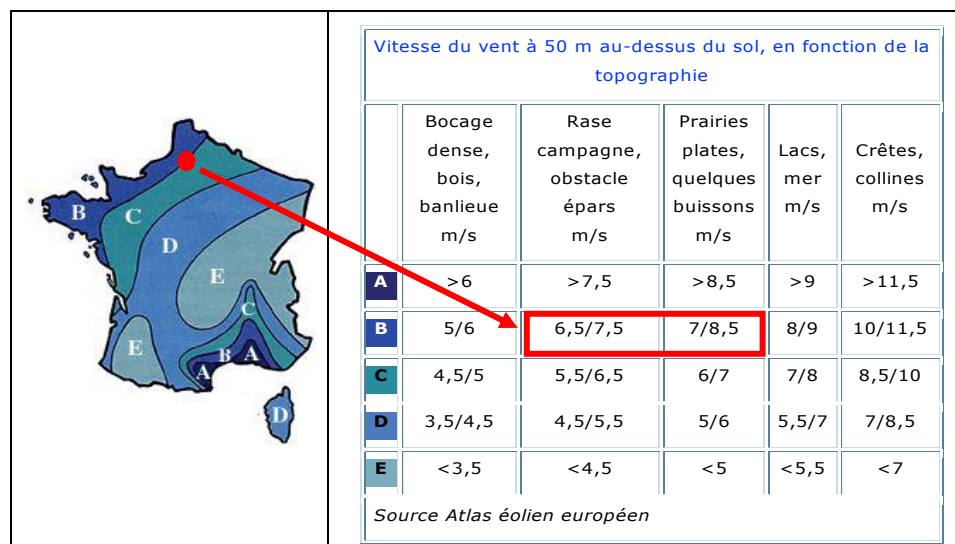 B
C
D
E
C
E
B
A
A
D
Vitesse du vent à 50 m au-dessus du sol, en fonction de la
topographie
Bocage
dense,
bois,
banlieue
m/s
Rase
campagne,
obstacle
épars
m/s
Prairies
plates,
quelques
buissons
m/s
Lacs,
mer
m/s
Crêtes,
collines
m/s
A >6 >7,5 >8,5 >9 >11,5
B 5/6 6,5/7,5 7/8,5 8/9 10/11,5
C 4,5/5 5,5/6,5 6/7 7/8 8,5/10
D 3,5/4,5 4,5/5,5 5/6 5,5/7 7/8,5
E <3,5 <4,5 <5 <5,5 <7
Source Atlas éolien européen